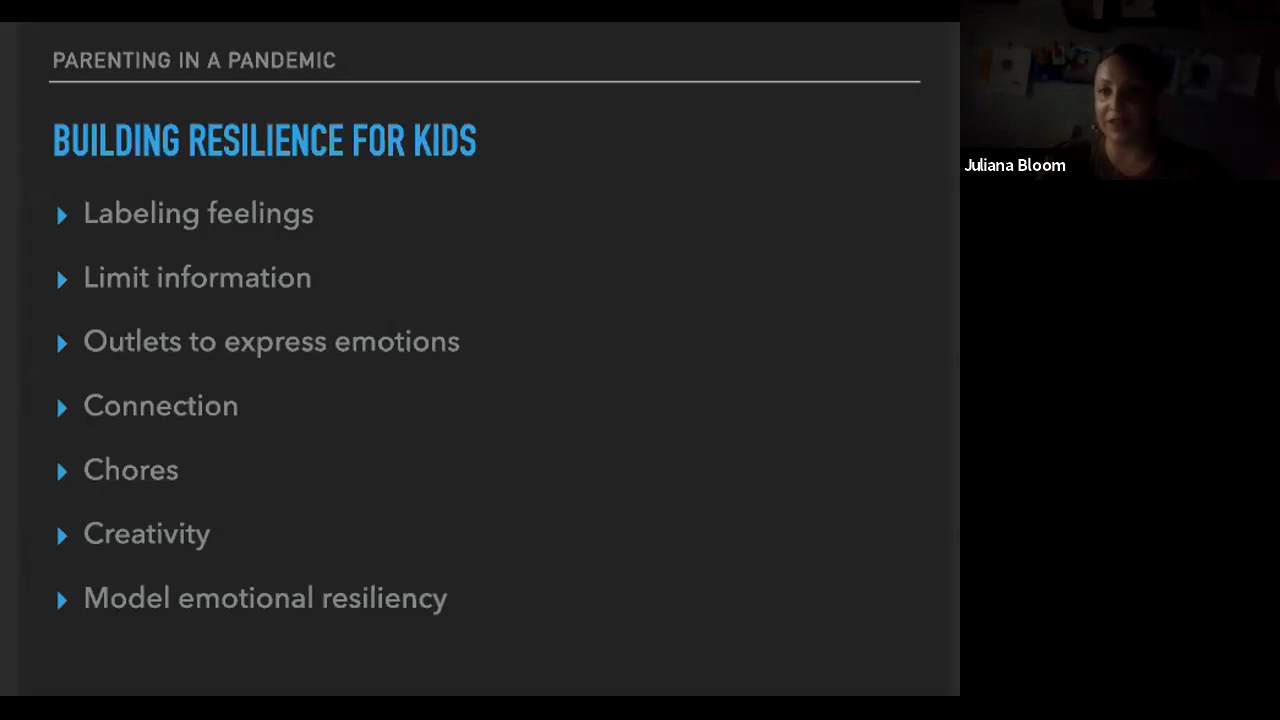 PARENTING IN A PANDEMIC
BUILDING RESILIENCE FOR KIDS
Labeling feelings
Limit information
Outlets to express emotions
Connection
Chores
Creativity
Model emotional resiliency
Juliana Bloom